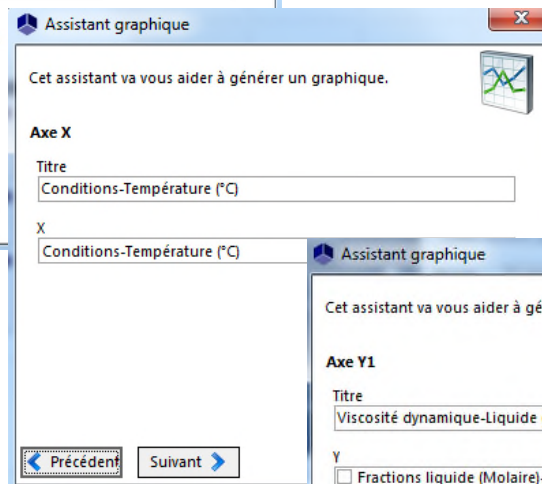 Assistant graphique
Cet assistant va vous aider à générer un graphique.
Axe X
Titre
Conditions-Température (°C)
X
Conditions-Température (°C)
Précédent
Suivant
Assistant graphique
Cet assistant va vous aider à gé
Axe Y1
Titre
Viscosité dynamique-Liquide
Y
Fractions liquide (Molaire)-